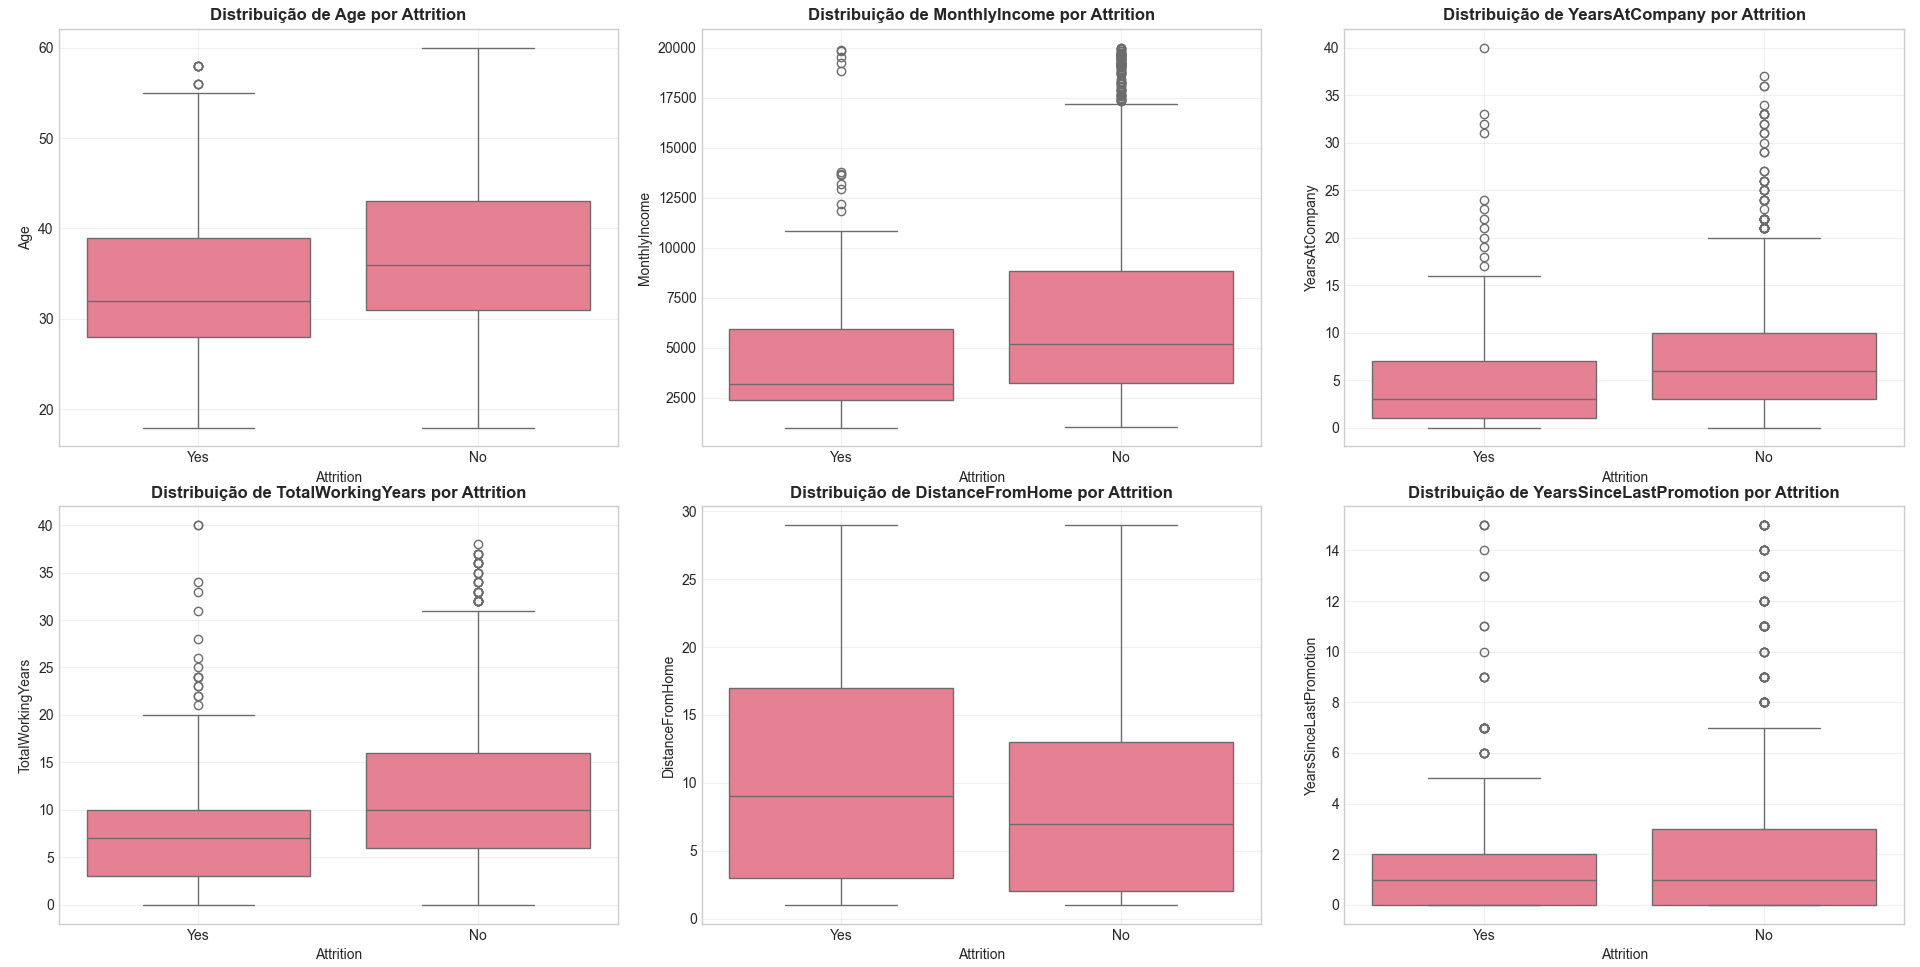 Distribuição de Age por Attrition
Age
60
50
40
30
20
Yes No
Attrition
Distribuição de MonthlyIncome por Attrition
MonthlyIncome
20000
17500
15000
12500
10000
7500
5000
2500
Yes No
Attrition
Distribuição de YearsAtCompany por Attrition
YearsAtCompany
40
35
30
25
20
15
10
5
0
Yes No
Attrition
Distribuição de TotalWorkingYears por Attrition
TotalWorkingYears
40
35
30
25
20
15
10
5
0
Yes No
Attrition
Distribuição de DistanceFromHome por Attrition
DistanceFromHome
30
25
20
15
10
5
0
Yes No
Attrition
Distribuição de YearsSinceLastPromotion por Attrition
YearsSinceLastPromotion
14
12
10
8
6
4
2
0
Yes No
Attrition